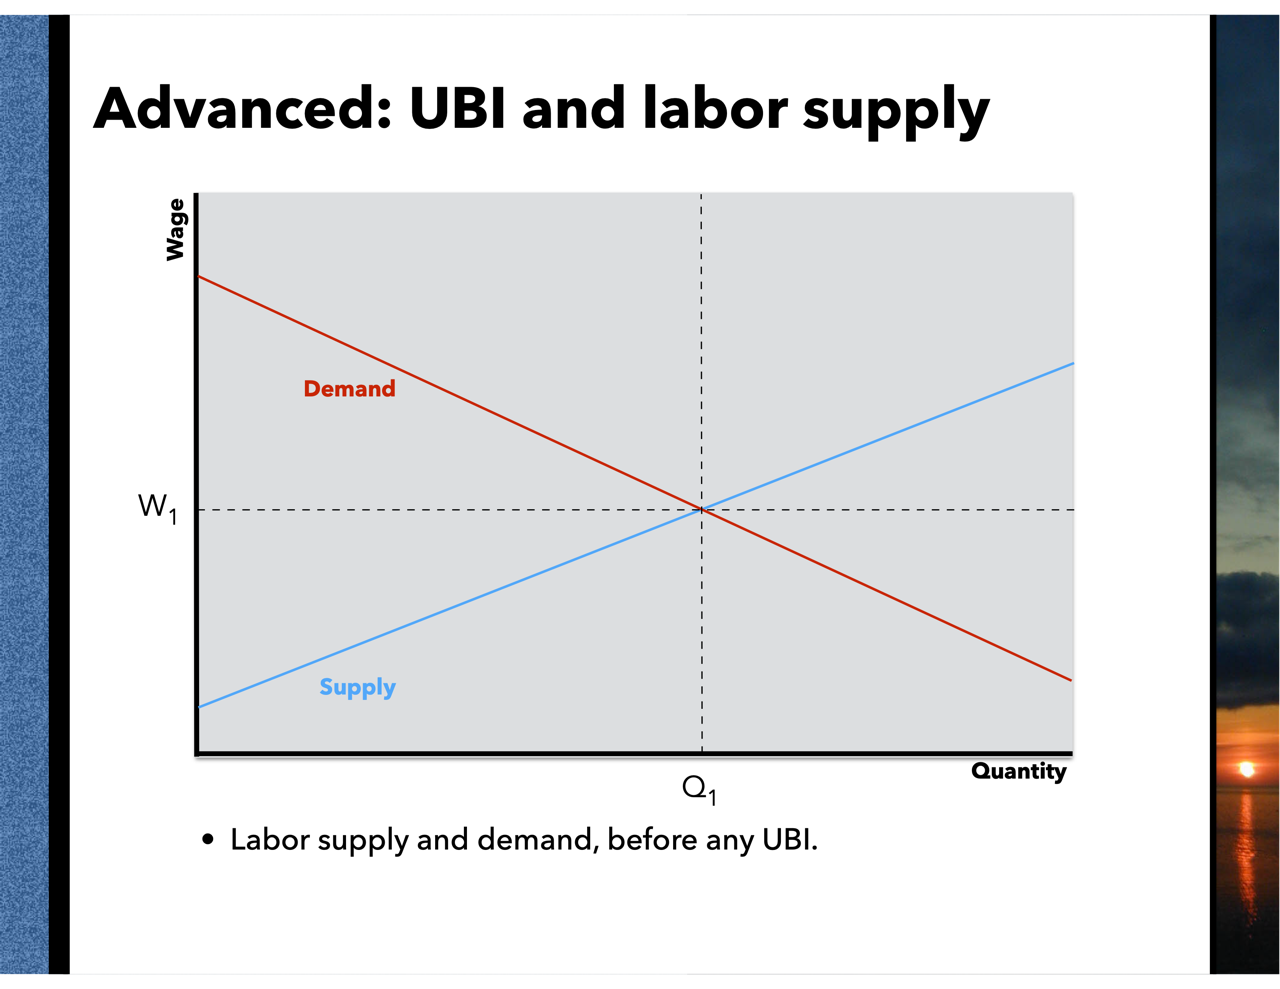 Advanced: UBI and labor supply
Wage
Demand
W₁
Supply
Quantity
Q₁
• Labor supply and demand, before any UBI.